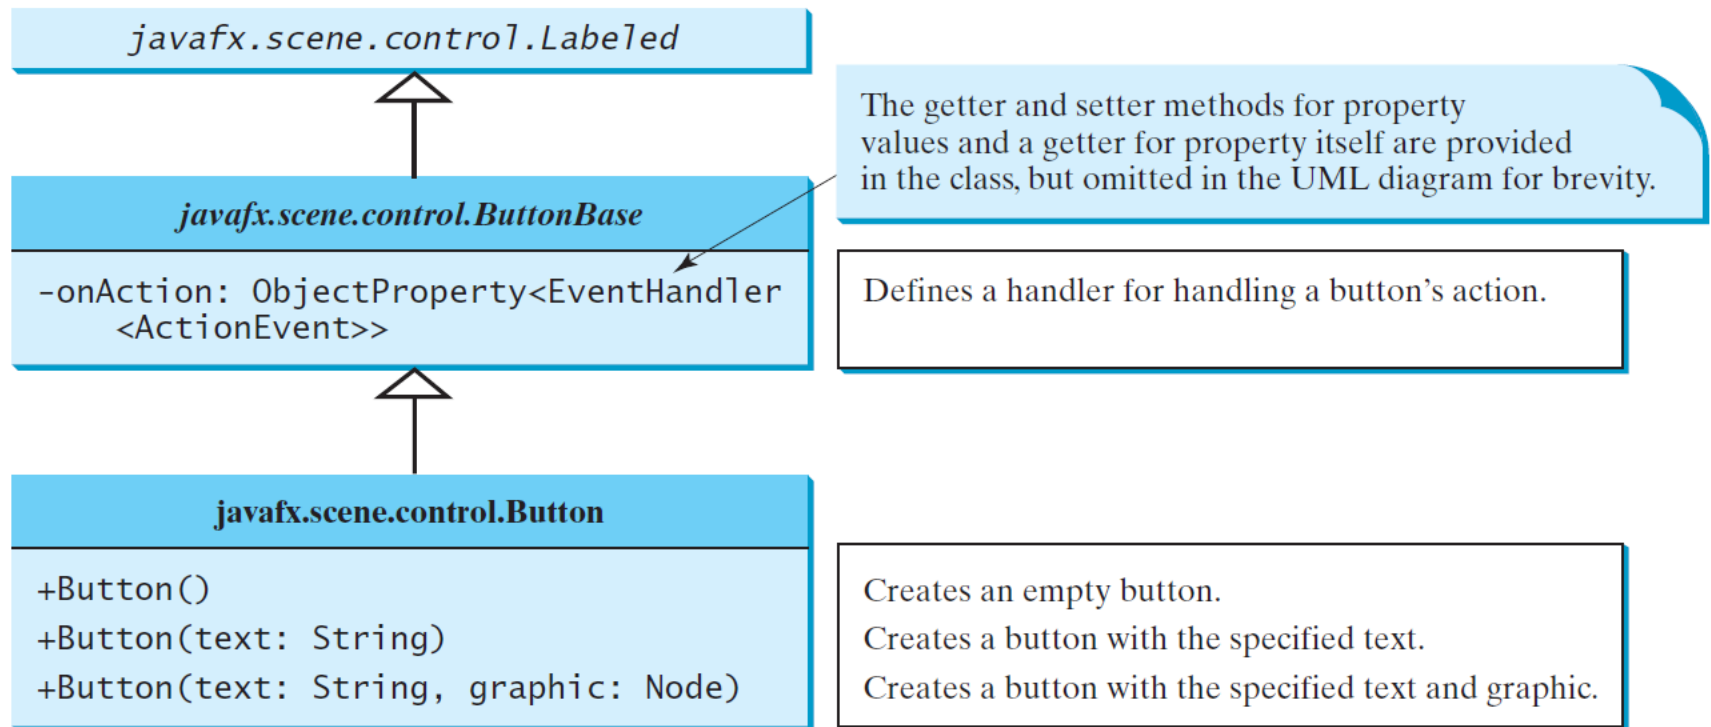 javafx.scene.control.Labeled
The getter and setter methods for property
values and a getter for property itself are provided
in the class, but omitted in the UML diagram for brevity.
javafx.scene.control.ButtonBase
-onAction: ObjectProperty<EventHandler
<ActionEvent>>
Defines a handler for handling a button’s action.
javafx.scene.control.Button
+Button()
Creates an empty button.
+Button(text: String)
Creates a button with the specified text.
+Button(text: String, graphic: Node)
Creates a button with the specified text and graphic.